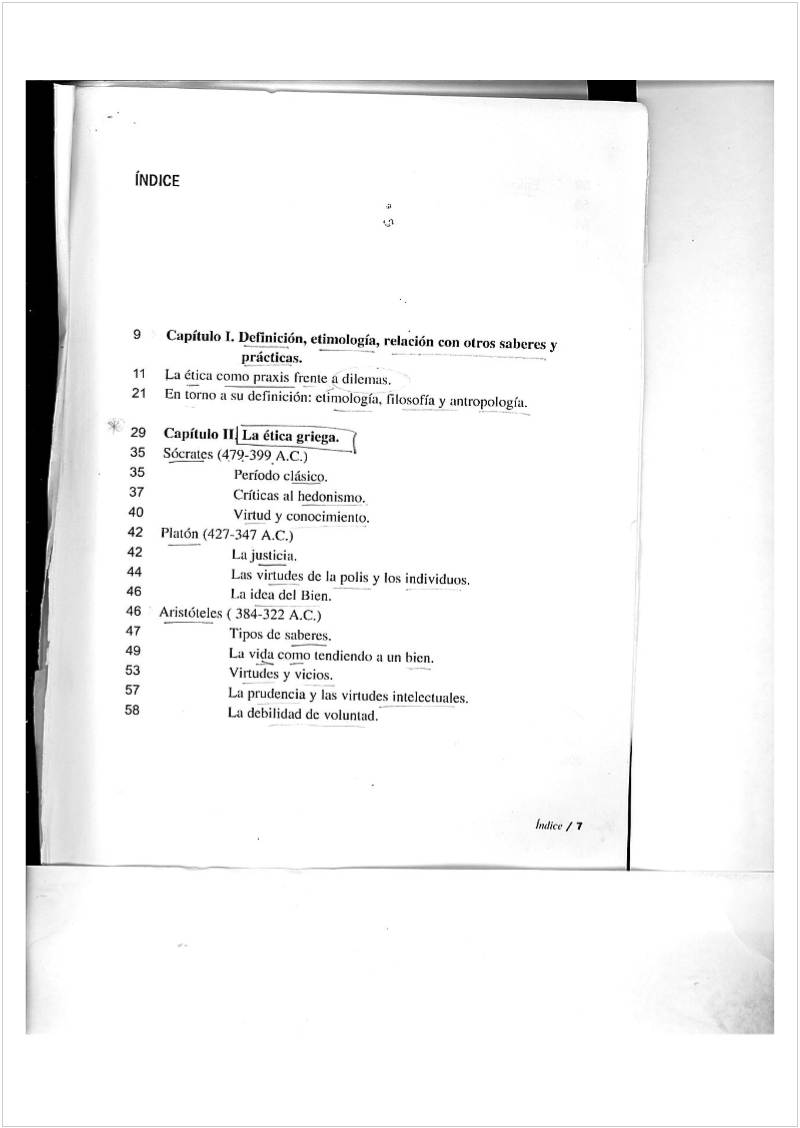 ÍNDICE
9 Capítulo I. Definición, etimología, relación con otros saberes y
prácticas.
11 La ética como praxis frente a dilemas.
21 En torno a su definición: etimología, filosofía y antropología.
29 Capítulo II. La ética griega.
35 Sócrates (479-399 A.C.)
35 Período clásico.
37 Críticas al hedonismo.
40 Virtud y conocimiento.
42 Platón (427-347 A.C.)
42 La justicia.
44 Las virtudes de la polis y los individuos.
46 La idea del Bien.
46 Aristóteles ( 384-322 A.C.)
47 Tipos de saberes.
49 La vida como tendiendo a un bien.
53 Virtudes y vicios.
57 La prudencia y las virtudes intelectuales.
58 La debilidad de voluntad.
Índice / 7